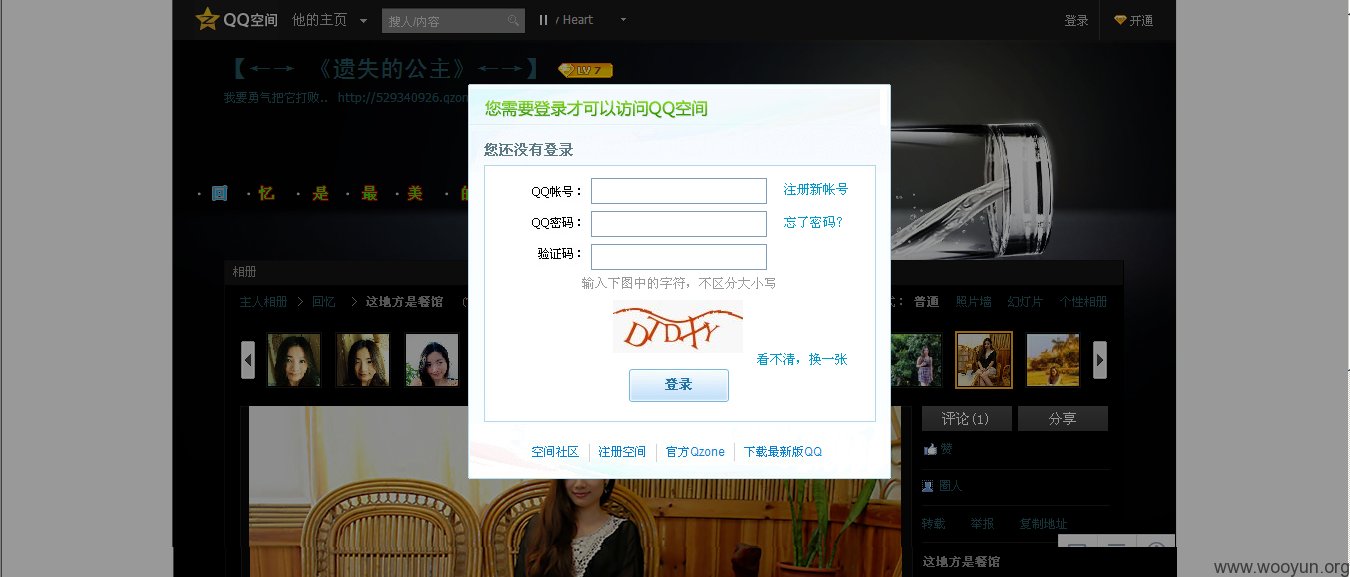 QQ空间 他的主页 搜人/内容 / Heart 登录 开通
【←→ 《遗失的公主》←→】 LV 7
我要勇气把它打败.. http://529340926.qzon
您需要登录才可以访问QQ空间
您还没有登录
· 回 · 忆 · 是 · 最 · 美 · 的
QQ帐号： 注册新帐号
QQ密码： 忘了密码?
验证码：
输入下图中的字符，不区分大小写
看不清，换一张
登录
空间社区 注册空间 官方Qzone 下载最新版QQ
相册
主人相册 > 回忆 > 这地方是餐馆
式： 普通 照片墙 幻灯片 个性相册
评论(1) 分享
赞
圈人
转载 举报 复制地址
这地方是餐馆
www.wooyun.org